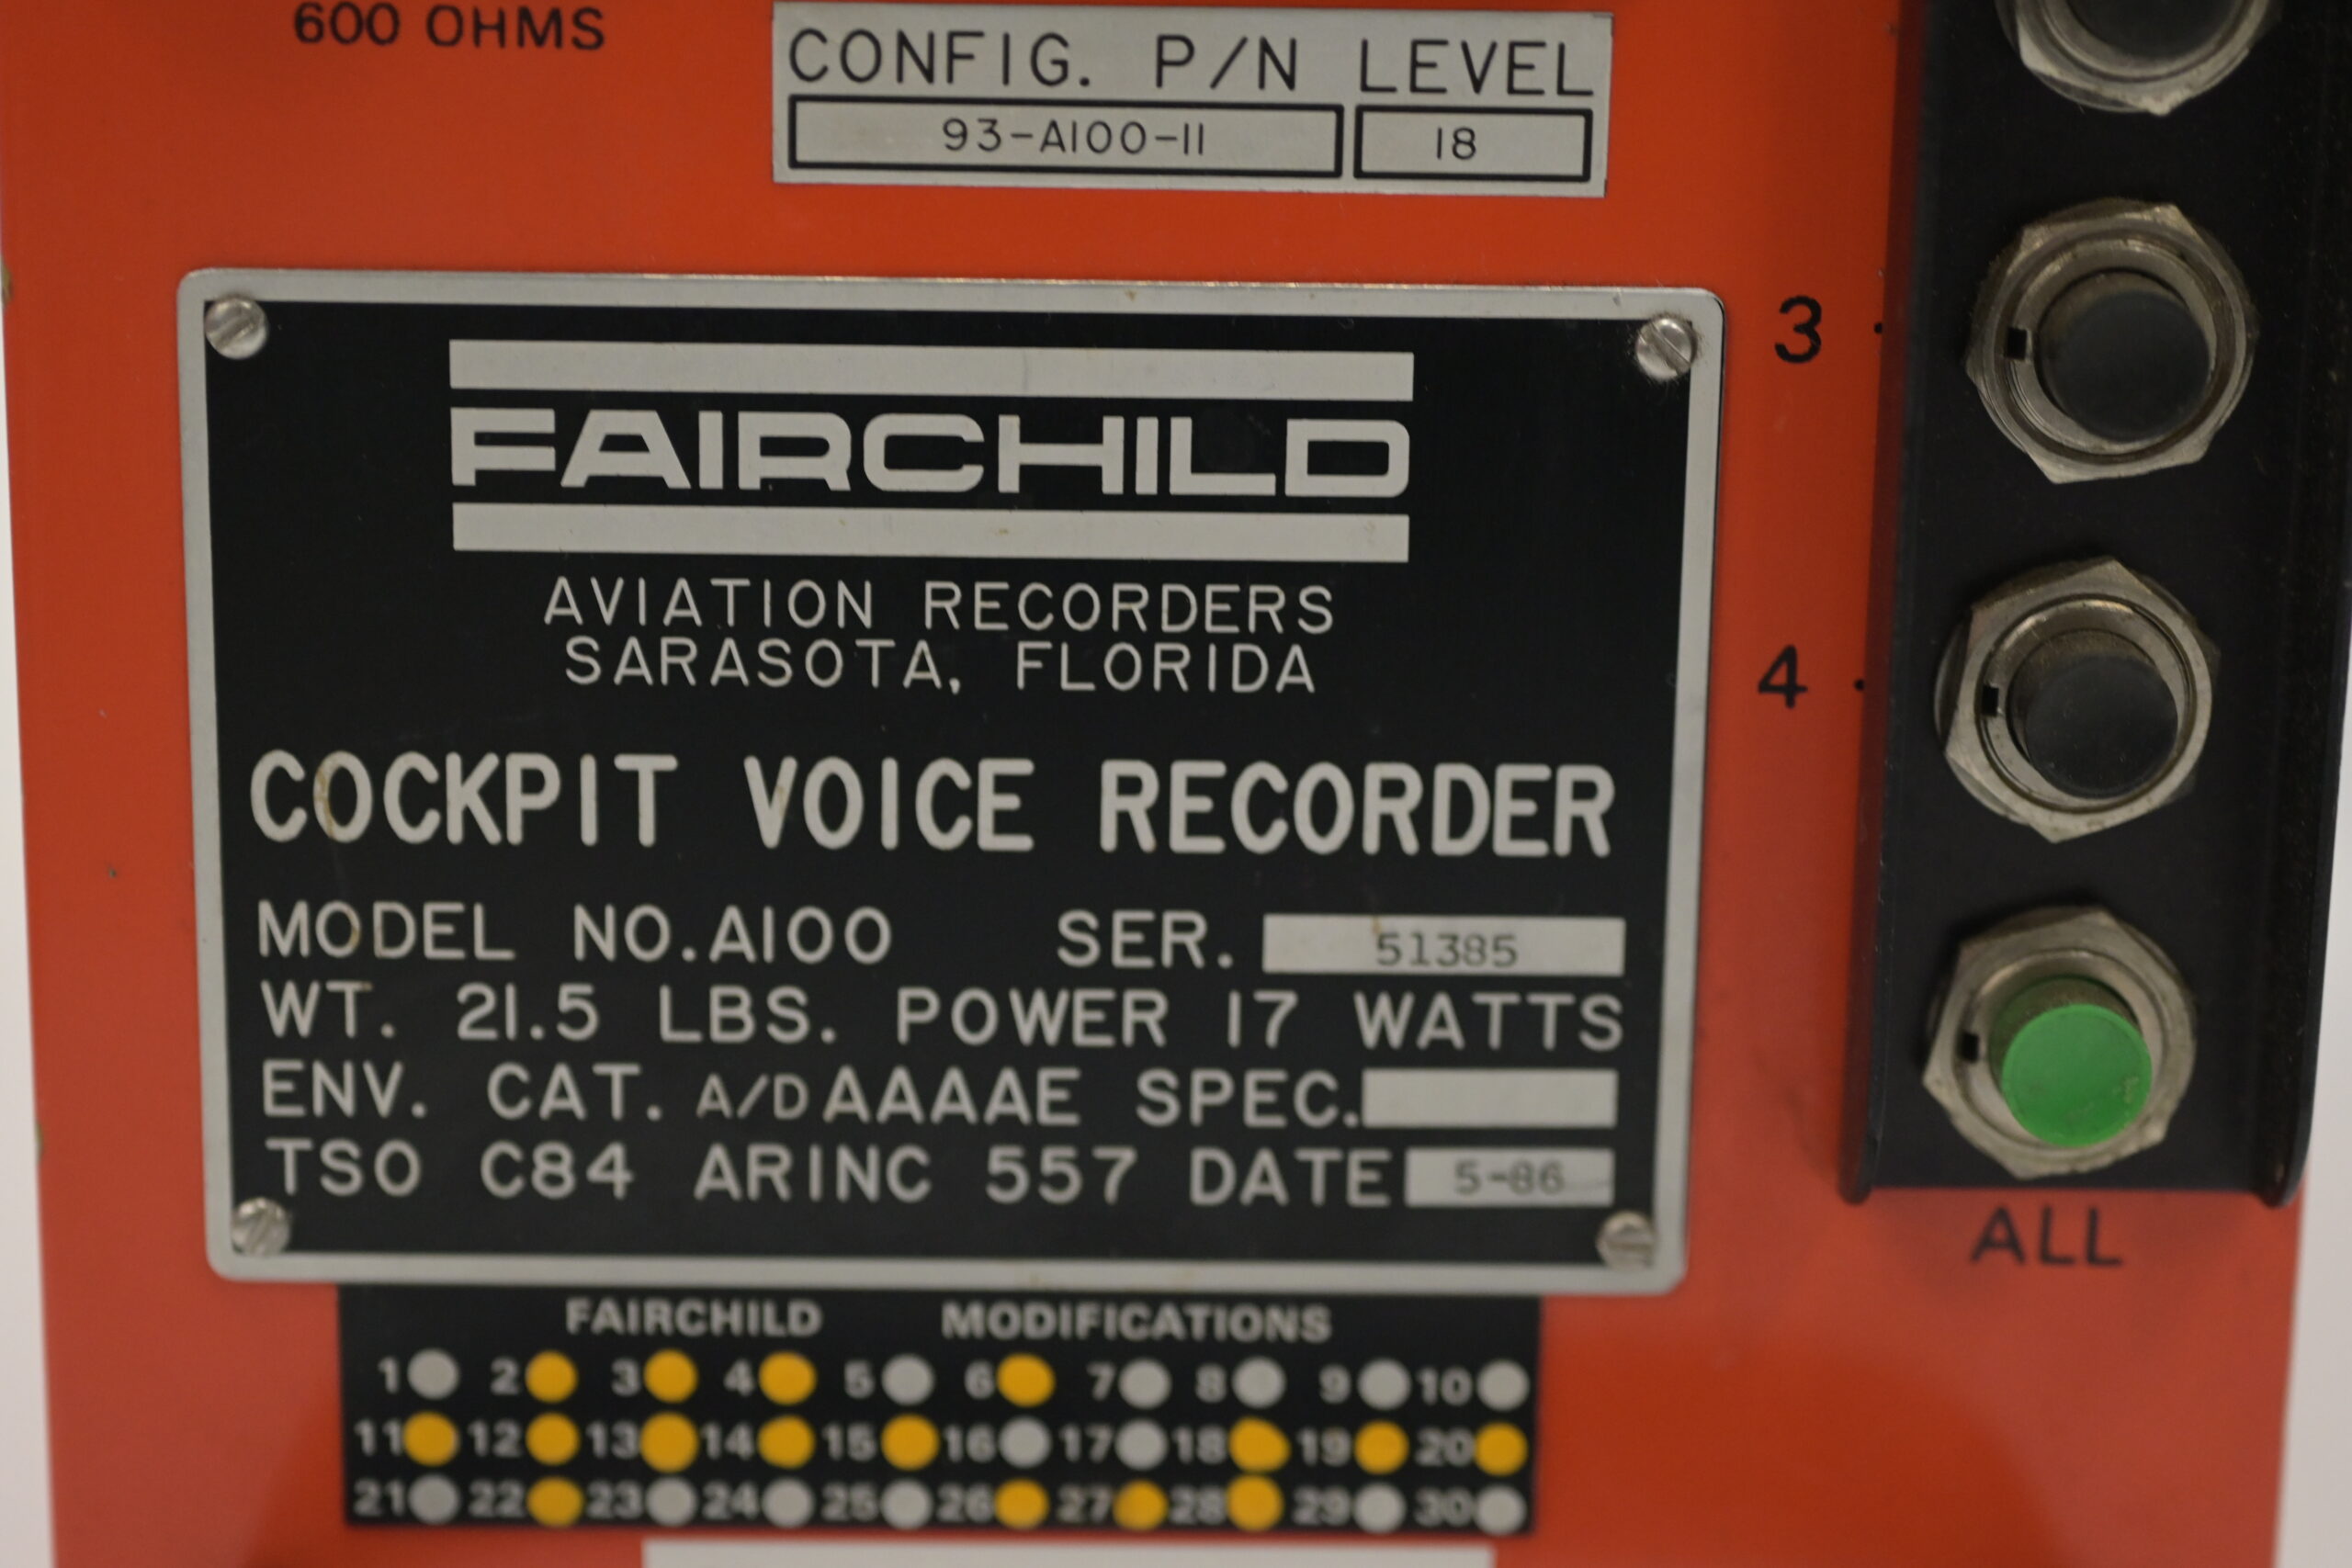 600 OHMS
CONFIG. P/N LEVEL
93-A100-11 18
FAIRCHILD
AVIATION RECORDERS
SARASOTA, FLORIDA
COCKPIT VOICE RECORDER
MODEL NO. A100 SER. 51385
WT. 21.5 LBS. POWER 17 WATTS
ENV. CAT. A/D AAAAE SPEC.
TSO C84 ARINC 557 DATE 5-86
3
4
ALL
FAIRCHILD MODIFICATIONS
1 2 3 4 5 6 7 8 9 10
11 12 13 14 15 16 17 18 19 20
21 22 23 24 25 26 27 28 29 30